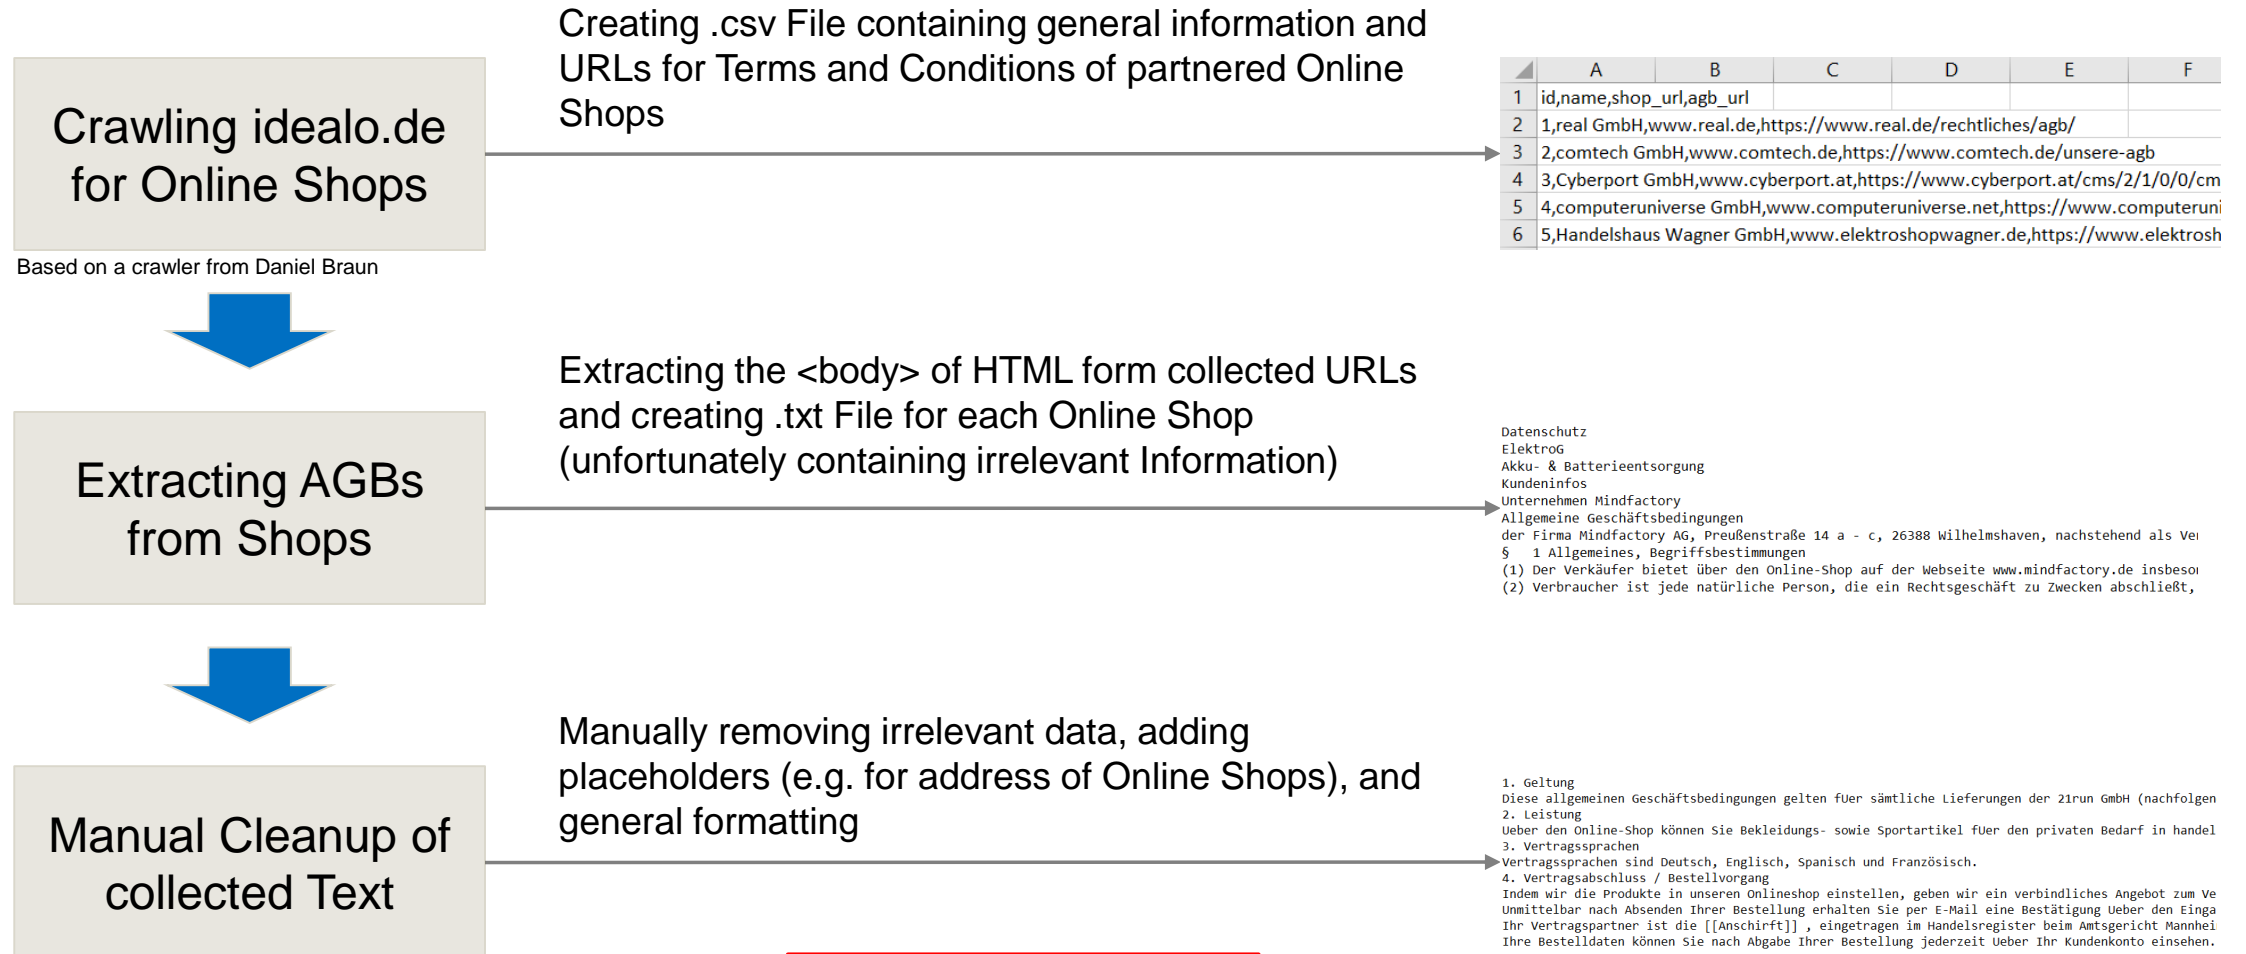 Creating .csv File containing general information and
URLs for Terms and Conditions of partnered Online
Shops
Crawling idealo.de
for Online Shops
Based on a crawler from Daniel Braun
A B C D E F
1 id,name,shop_url,agb_url
2 1,real GmbH,www.real.de,https://www.real.de/rechtliches/agb/
3 2,comtech GmbH,www.comtech.de,https://www.comtech.de/unsere-agb
4 3,Cyberport GmbH,www.cyberport.at,https://www.cyberport.at/cms/2/1/0/0/cm
5 4,computeruniverse GmbH,www.computeruniverse.net,https://www.computeruni
6 5,Handelshaus Wagner GmbH,www.elektroshopwagner.de,https://www.elektrosh
Extracting the <body> of HTML form collected URLs
and creating .txt File for each Online Shop
(unfortunately containing irrelevant Information)
Extracting AGBs
from Shops
Datenschutz
ElektroG
Akku- & Batterieentsorgung
Kundeninfos
Unternehmen Mindfactory
Allgemeine Geschäftsbedingungen
der Firma Mindfactory AG, Preußenstraße 14 a - c, 26388 Wilhelmshaven, nachstehend als Ve
§ 1 Allgemeines, Begriffsbestimmungen
(1) Der Verkäufer bietet über den Online-Shop auf der Webseite www.mindfactory.de insbeson
(2) Verbraucher ist jede natürliche Person, die ein Rechtsgeschäft zu Zwecken abschließt,
Manually removing irrelevant data, adding
placeholders (e.g. for address of Online Shops), and
general formatting
Manual Cleanup of
collected Text
1. Geltung
Diese allgemeinen Geschäftsbedingungen gelten fUer sämtliche Lieferungen der 21run GmbH (nachfolgen
2. Leistung
Ueber den Online-Shop können Sie Bekleidungs- sowie Sportartikel fUer den privaten Bedarf in handel
3. Vertragssprachen
Vertragssprachen sind Deutsch, Englisch, Spanisch und Französisch.
4. Vertragsabschluss / Bestellvorgang
Indem wir die Produkte in unseren Onlineshop einstellen, geben wir ein verbindliches Angebot zum Ve
Unmittelbar nach Absenden Ihrer Bestellung erhalten Sie per E-Mail eine Bestätigung Ueber den Einga
Ihr Vertragspartner ist die [[Anschirft]] , eingetragen im Handelsregister beim Amtsgericht Mannhei
Ihre Bestelldaten können Sie nach Abgabe Ihrer Bestellung jederzeit Ueber Ihr Kundenkonto einsehen.